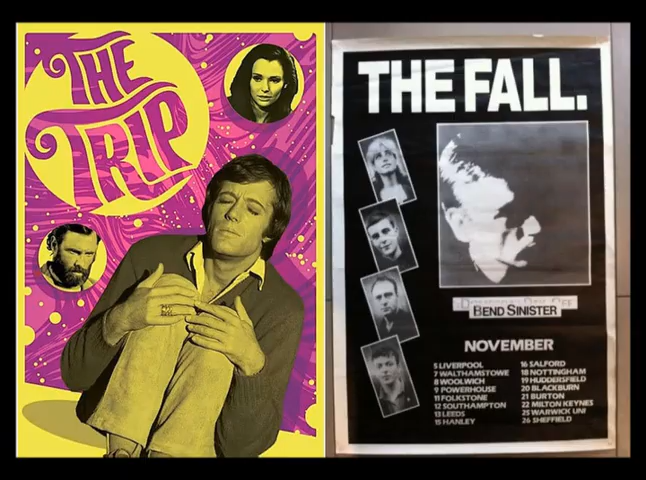 THE
TRIP
THE FALL.
BEND SINISTER
NOVEMBER
5 LIVERPOOL
7 WALTHAMSTOWE
8 WOOLWICH
9 POWERHOUSE
11 FOLKSTONE
12 SOUTHAMPTON
13 LEEDS
15 HANLEY
16 SALFORD
18 NOTTINGHAM
19 HUDDERSFIELD
20 BLACKBURN
21 BURTON
22 MILTON KEYNES
25 WARWICK UNI
26 SHEFFIELD